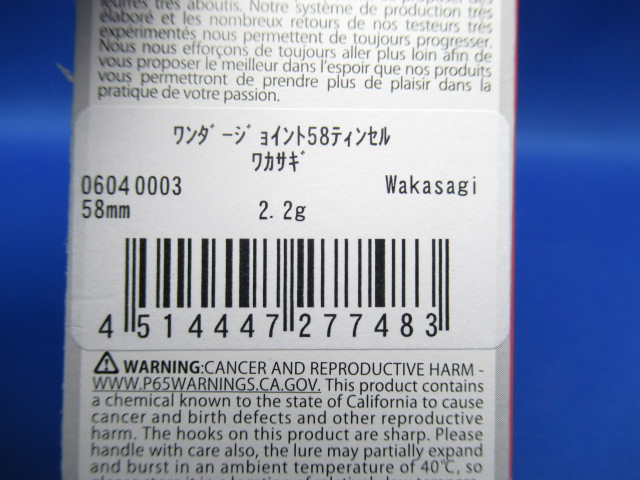 leurres très aboutis. Notre système de production très
élaboré et les nombreux retours de nos testeurs très
expérimentés nous permettent de toujours progresser.
Nous nous efforçons de toujours aller plus loin afin de
vous proposer le meilleur dans l'espoir que nos produits
vous permettront de prendre plus de plaisir dans la
pratique de votre passion.
ﾜﾝﾀﾞｰｼﾞｮｲﾝﾄ58ﾃｨﾝｾﾙ
ﾜｶｻｷﾞ
06040003 Wakasagi
58mm 2.2g
4 514447 277483
WARNING:CANCER AND REPRODUCTIVE HARM -
WWW.P65WARNINGS.CA.GOV. This product contains
a chemical known to the state of California to cause
cancer and birth defects and other reproductive
harm. The hooks on this product are sharp. Please
handle with care also, the lure may partially expand
and burst in an ambient temperature of 40℃, so